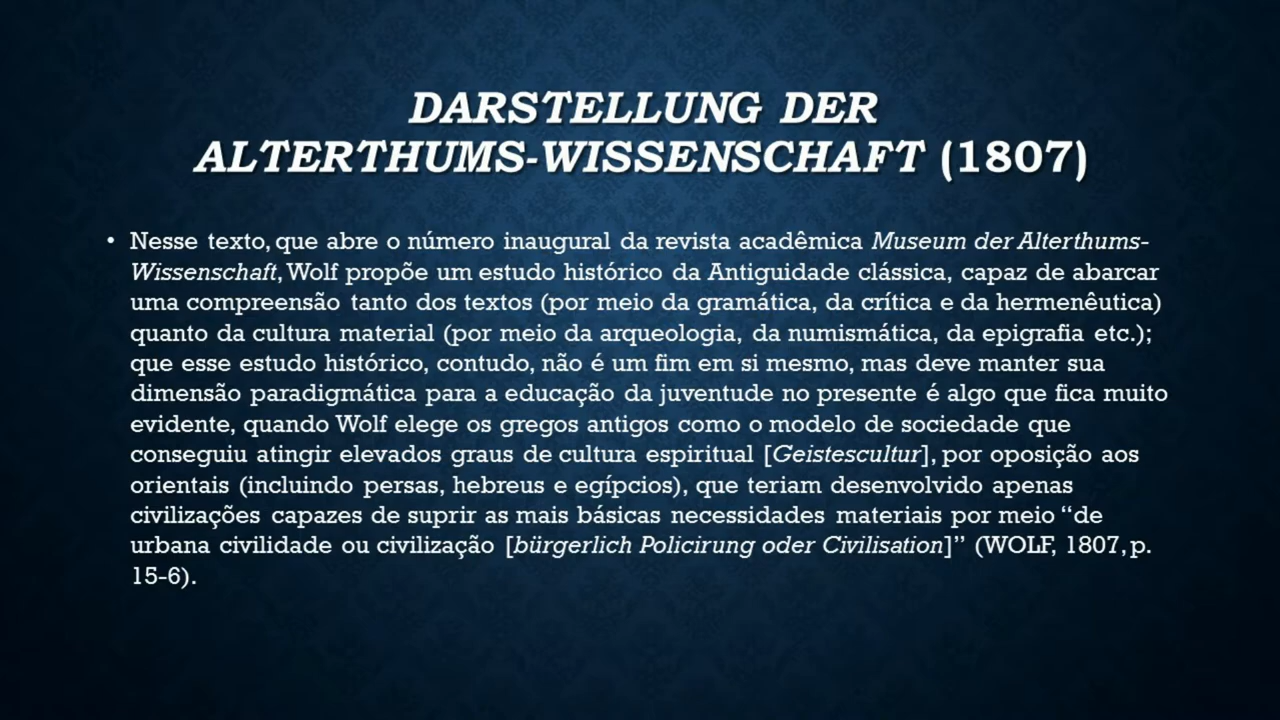 DARSTELLUNG DER
ALTERTHUMS-WISSENSCHAFT (1807)
• Nesse texto, que abre o número inaugural da revista acadêmica Museum der Alterthums-
Wissenschaft, Wolf propõe um estudo histórico da Antiguidade clássica, capaz de abarcar
uma compreensão tanto dos textos (por meio da gramática, da crítica e da hermenêutica)
quanto da cultura material (por meio da arqueologia, da numismática, da epigrafia etc.);
que esse estudo histórico, contudo, não é um fim em si mesmo, mas deve manter sua
dimensão paradigmática para a educação da juventude no presente é algo que fica muito
evidente, quando Wolf elege os gregos antigos como o modelo de sociedade que
conseguiu atingir elevados graus de cultura espiritual [Geistescultur], por oposição aos
orientais (incluindo persas, hebreus e egípcios), que teriam desenvolvido apenas
civilizações capazes de suprir as mais básicas necessidades materiais por meio “de
urbana civilidade ou civilização [bürgerlich Policirung oder Civilisation]” (WOLF, 1807, p.
15-6).